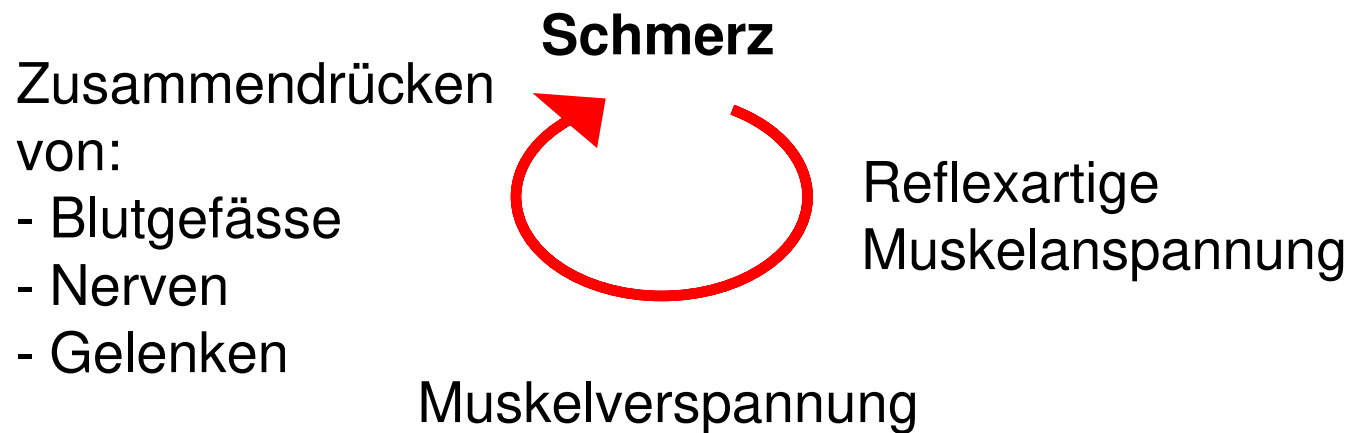 Schmerz
Zusammendrücken
von:
- Blutgefässe
- Nerven
- Gelenken
Reflexartige
Muskelanspannung
Muskelverspannung